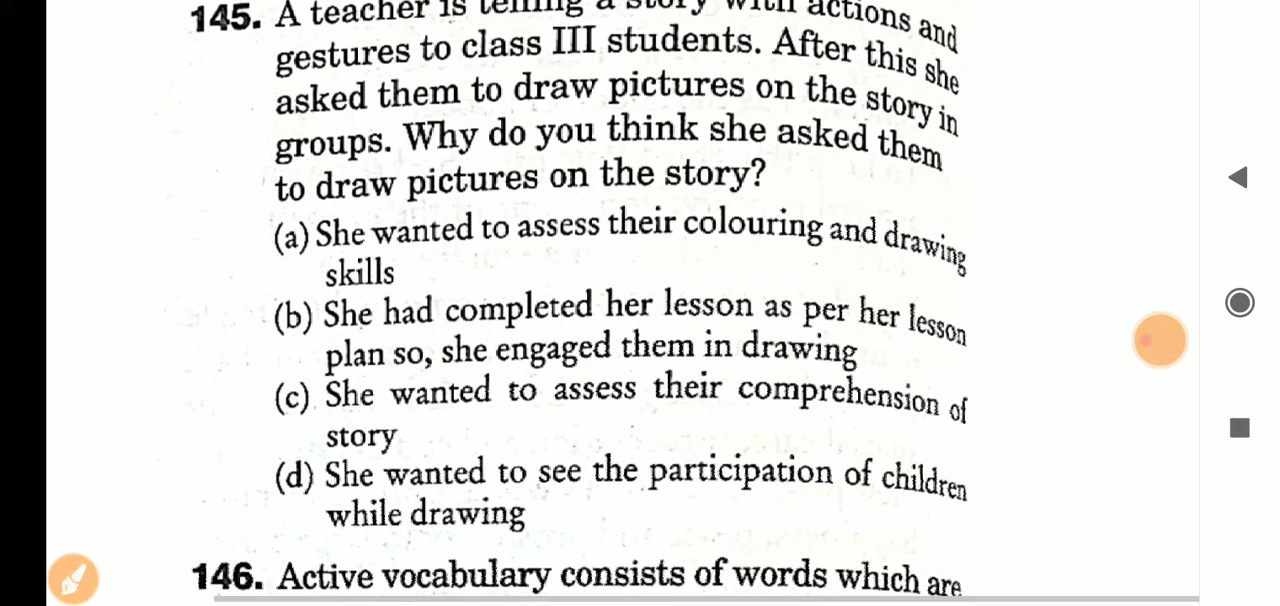 145. A teacher is telling a story with actions and
gestures to class III students. After this she
asked them to draw pictures on the story in
groups. Why do you think she asked them
to draw pictures on the story?
(a) She wanted to assess their colouring and drawing
skills
(b) She had completed her lesson as per her lesson
plan so, she engaged them in drawing
(c) She wanted to assess their comprehension of
story
(d) She wanted to see the participation of children
while drawing
146. Active vocabulary consists of words which are